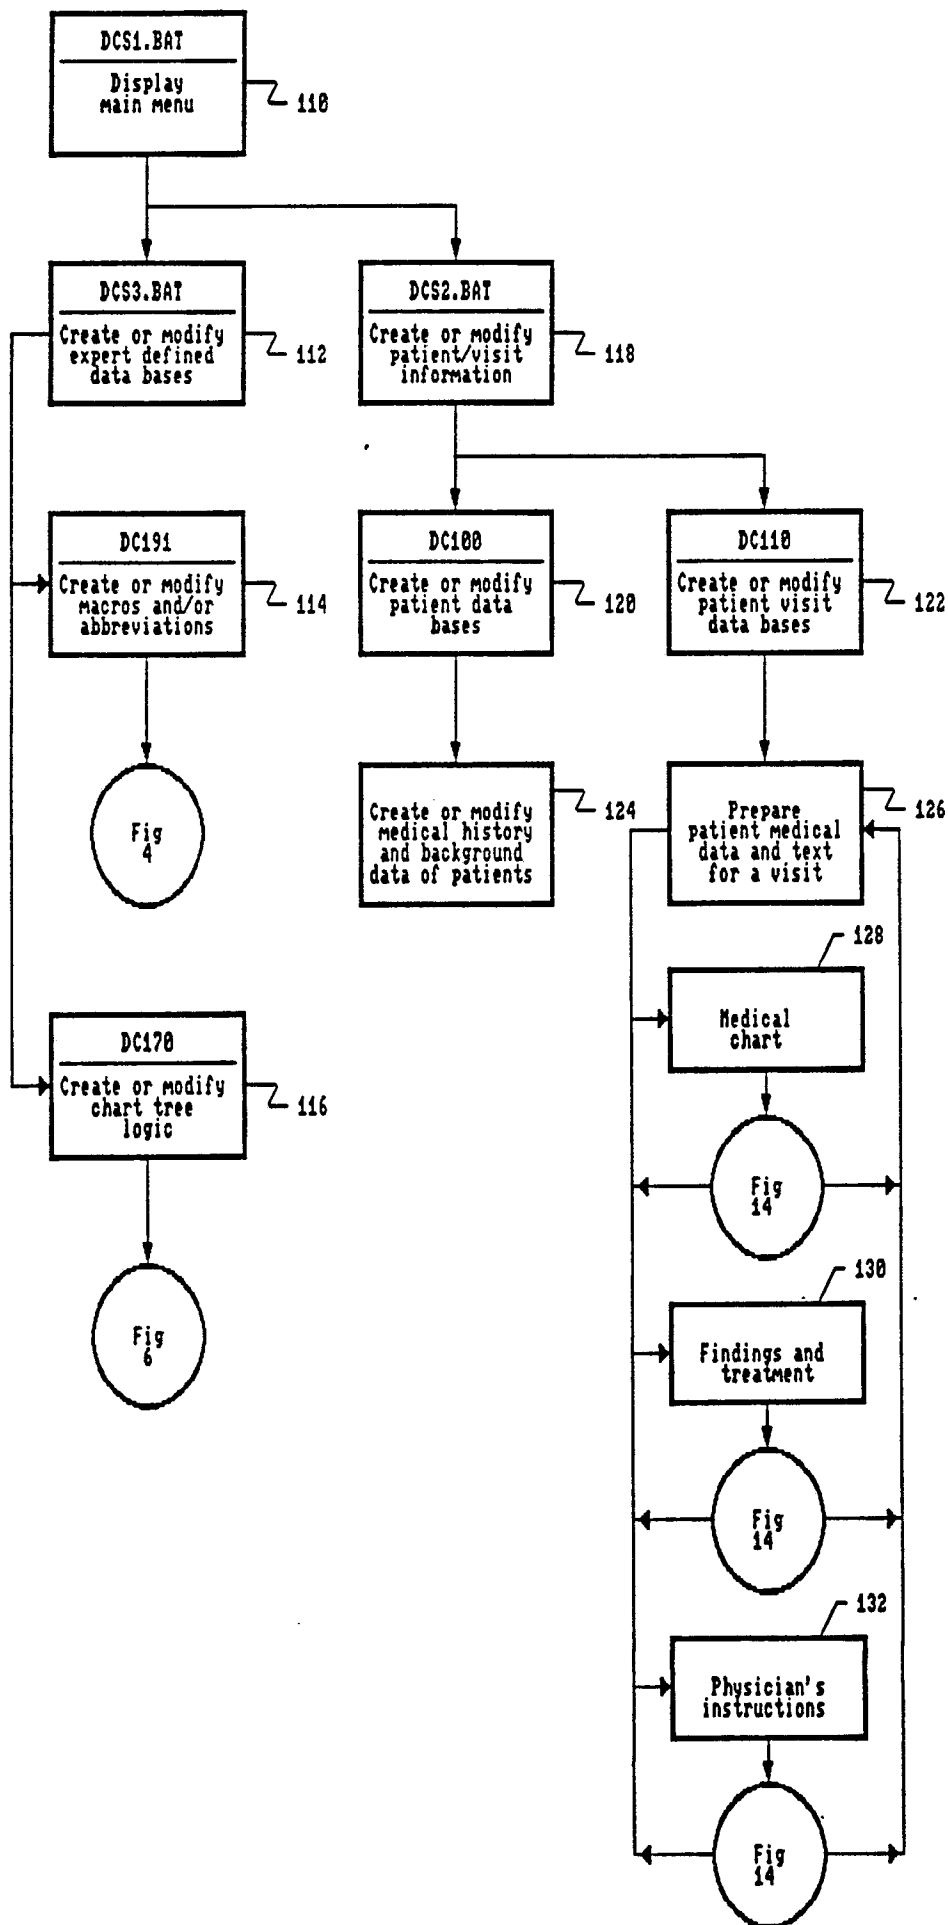 DCS1.BAT
Display
main menu
110
DCS3.BAT
Create or modify
expert defined
data bases
112
DCS2.BAT
Create or modify
patient/visit
information
118
DC191
Create or modify
macros and/or
abbreviations
114
DC100
Create or modify
patient data
bases
120
DC110
Create or modify
patient visit
data bases
122
Fig
4
Create or modify
medical history
and background
data of patients
124
Prepare
patient medical
data and text
for a visit
126
128
Medical
chart
DC170
Create or modify
chart tree
logic
116
Fig
14
Fig
6
130
Findings and
treatment
Fig
14
132
Physician's
instructions
Fig
14